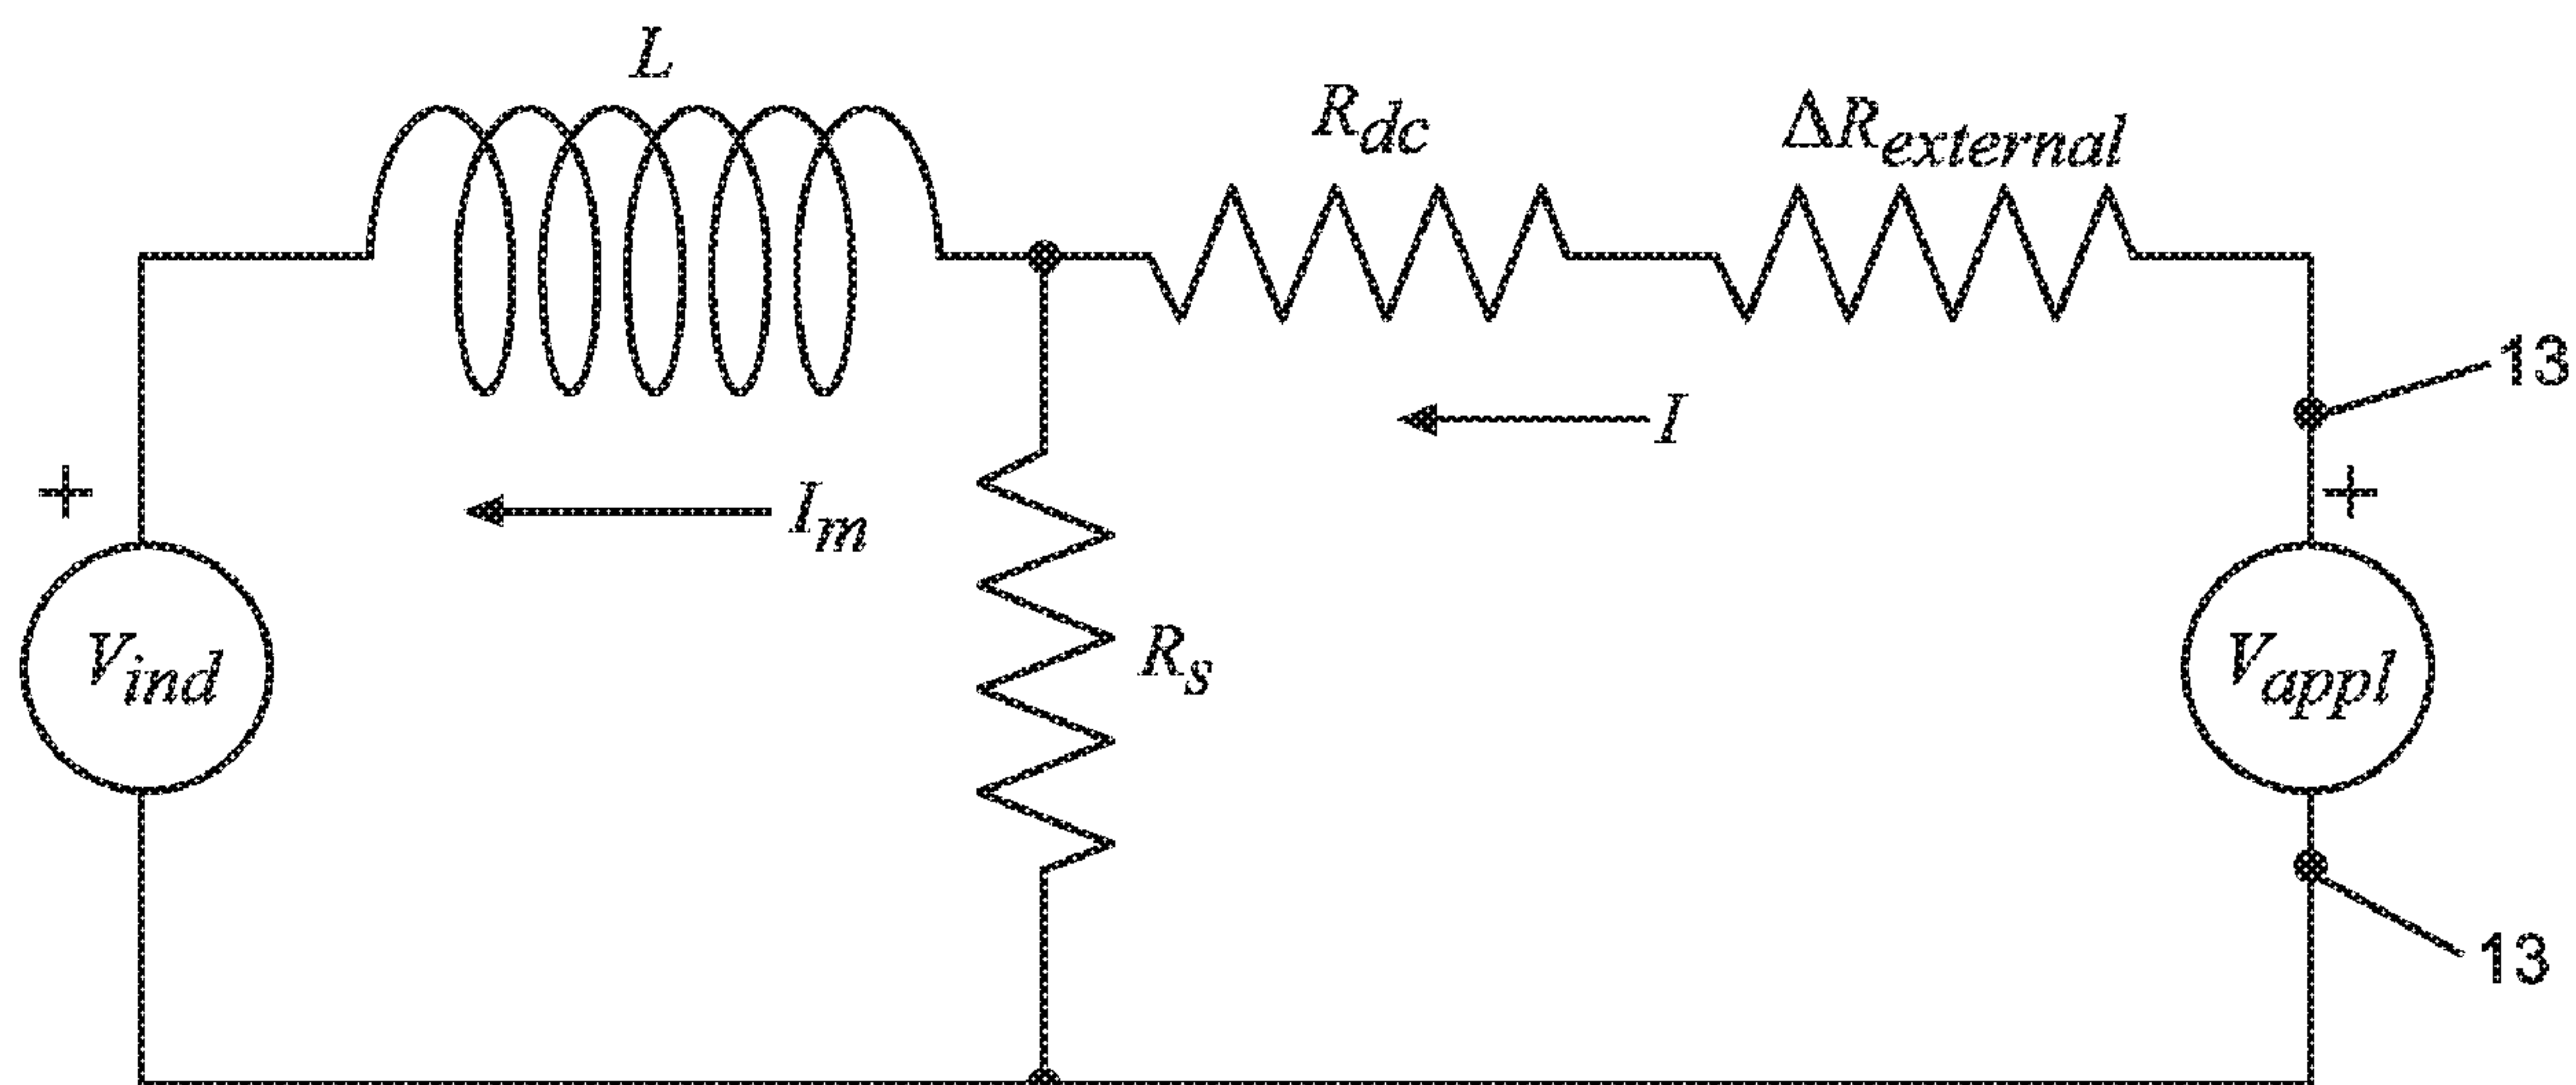 L
R_dc
ΔR_external
13
I
+
I_m
+
R_s
V_ind
V_appl
13